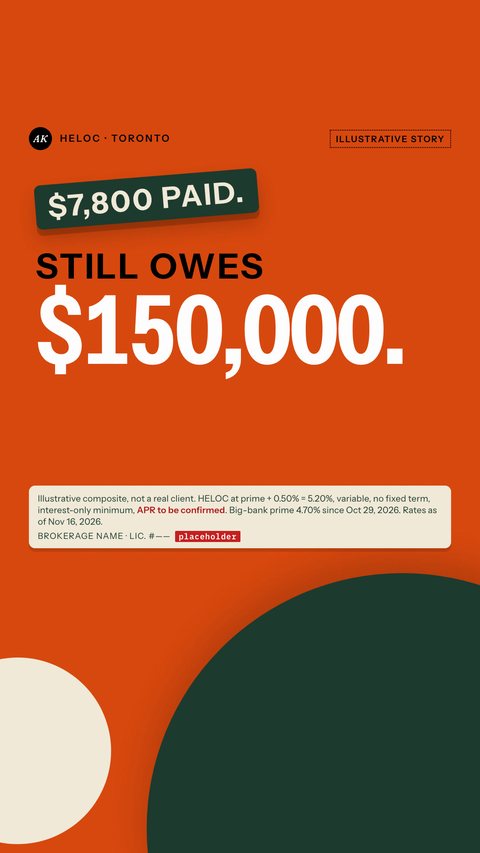 AK HELOC · TORONTO
ILLUSTRATIVE STORY
$7,800 PAID.
STILL OWES
$150,000.
Illustrative composite, not a real client. HELOC at prime + 0.50% = 5.20%, variable, no fixed term,
interest-only minimum, APR to be confirmed. Big-bank prime 4.70% since Oct 29, 2026. Rates as
of Nov 16, 2026.
BROKERAGE NAME · LIC. #—— placeholder